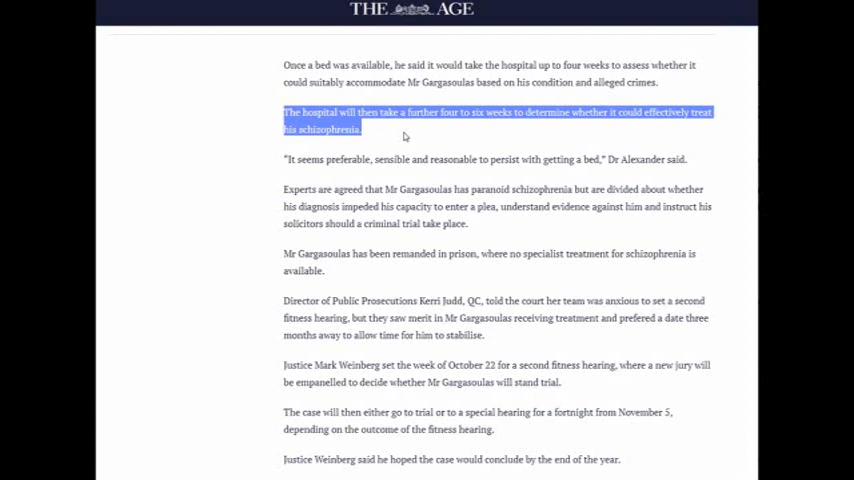 THE AGE
Once a bed was available, he said it would take the hospital up to four weeks to assess whether it
could suitably accommodate Mr Gargasoulas based on his condition and alleged crimes.
The hospital will then take a further four to six weeks to determine whether it could effectively treat
his schizophrenia.
“It seems preferable, sensible and reasonable to persist with getting a bed,” Dr Alexander said.
Experts are agreed that Mr Gargasoulas has paranoid schizophrenia but are divided about whether
his diagnosis impeded his capacity to enter a plea, understand evidence against him and instruct his
solicitors should a criminal trial take place.
Mr Gargasoulas has been remanded in prison, where no specialist treatment for schizophrenia is
available.
Director of Public Prosecutions Kerri Judd, QC, told the court her team was anxious to set a second
fitness hearing, but they saw merit in Mr Gargasoulas receiving treatment and prefered a date three
months away to allow time for him to stabilise.
Justice Mark Weinberg set the week of October 22 for a second fitness hearing, where a new jury will
be empanelled to decide whether Mr Gargasoulas will stand trial.
The case will then either go to trial or to a special hearing for a fortnight from November 5,
depending on the outcome of the fitness hearing.
Justice Weinberg said he hoped the case would conclude by the end of the year.